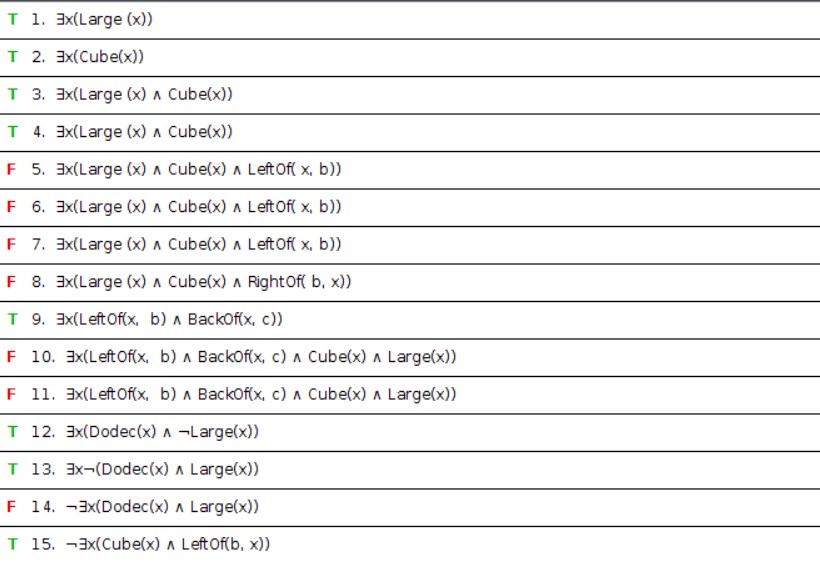 T 1. ∃x(Large (x))
T 2. ∃x(Cube(x))
T 3. ∃x(Large (x) ∧ Cube(x))
T 4. ∃x(Large (x) ∧ Cube(x))
F 5. ∃x(Large (x) ∧ Cube(x) ∧ LeftOf( x, b))
F 6. ∃x(Large (x) ∧ Cube(x) ∧ LeftOf( x, b))
F 7. ∃x(Large (x) ∧ Cube(x) ∧ LeftOf( x, b))
F 8. ∃x(Large (x) ∧ Cube(x) ∧ RightOf( b, x))
T 9. ∃x(LeftOf(x, b) ∧ BackOf(x, c))
F 10. ∃x(LeftOf(x, b) ∧ BackOf(x, c) ∧ Cube(x) ∧ Large(x))
F 11. ∃x(LeftOf(x, b) ∧ BackOf(x, c) ∧ Cube(x) ∧ Large(x))
T 12. ∃x(Dodec(x) ∧ ¬Large(x))
T 13. ∃x¬(Dodec(x) ∧ Large(x))
F 14. ¬∃x(Dodec(x) ∧ Large(x))
T 15. ¬∃x(Cube(x) ∧ LeftOf(b, x))